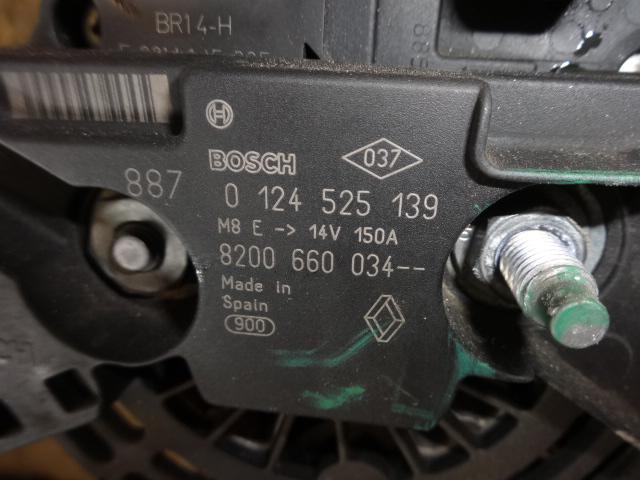 BR14-H
BOSCH
037
887
0 124 525 139
M8 E -> 14V 150A
8200 660 034--
Made in
Spain
900